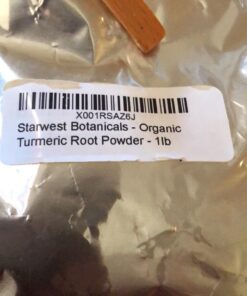 X001RSAZ6J
Starwest Botanicals - Organic
Turmeric Root Powder - 1lb